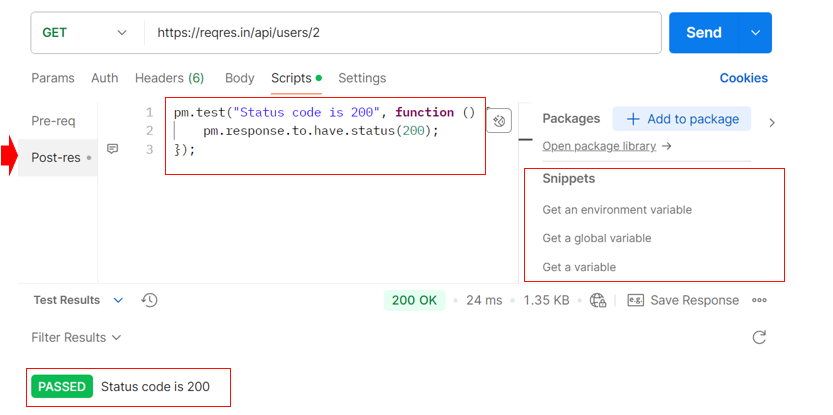 GET https://reqres.in/api/users/2 Send
Params Auth Headers (6) Body Scripts Settings Cookies
Pre-req
Post-res
1 pm.test("Status code is 200", function ()
2 pm.response.to.have.status(200);
3 });
Packages + Add to package
Open package library →
Snippets
Get an environment variable
Get a global variable
Get a variable
Test Results 200 OK 24 ms 1.35 KB e.g. Save Response
Filter Results
PASSED Status code is 200